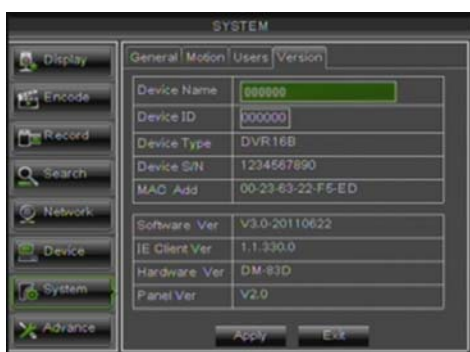 SYSTEM
Display
Encode
Record
Search
Network
Device
System
Advance
General Motion Users Version
Device Name 000000
Device ID 000000
Device Type DVR16B
Device S/N 1234567890
MAC Add 00-23-63-22-F5-ED
Software Ver V3.0-20110622
IE Client Ver 1.1.330.0
Hardware Ver DM-83D
Panel Ver V2.0
Apply Exit